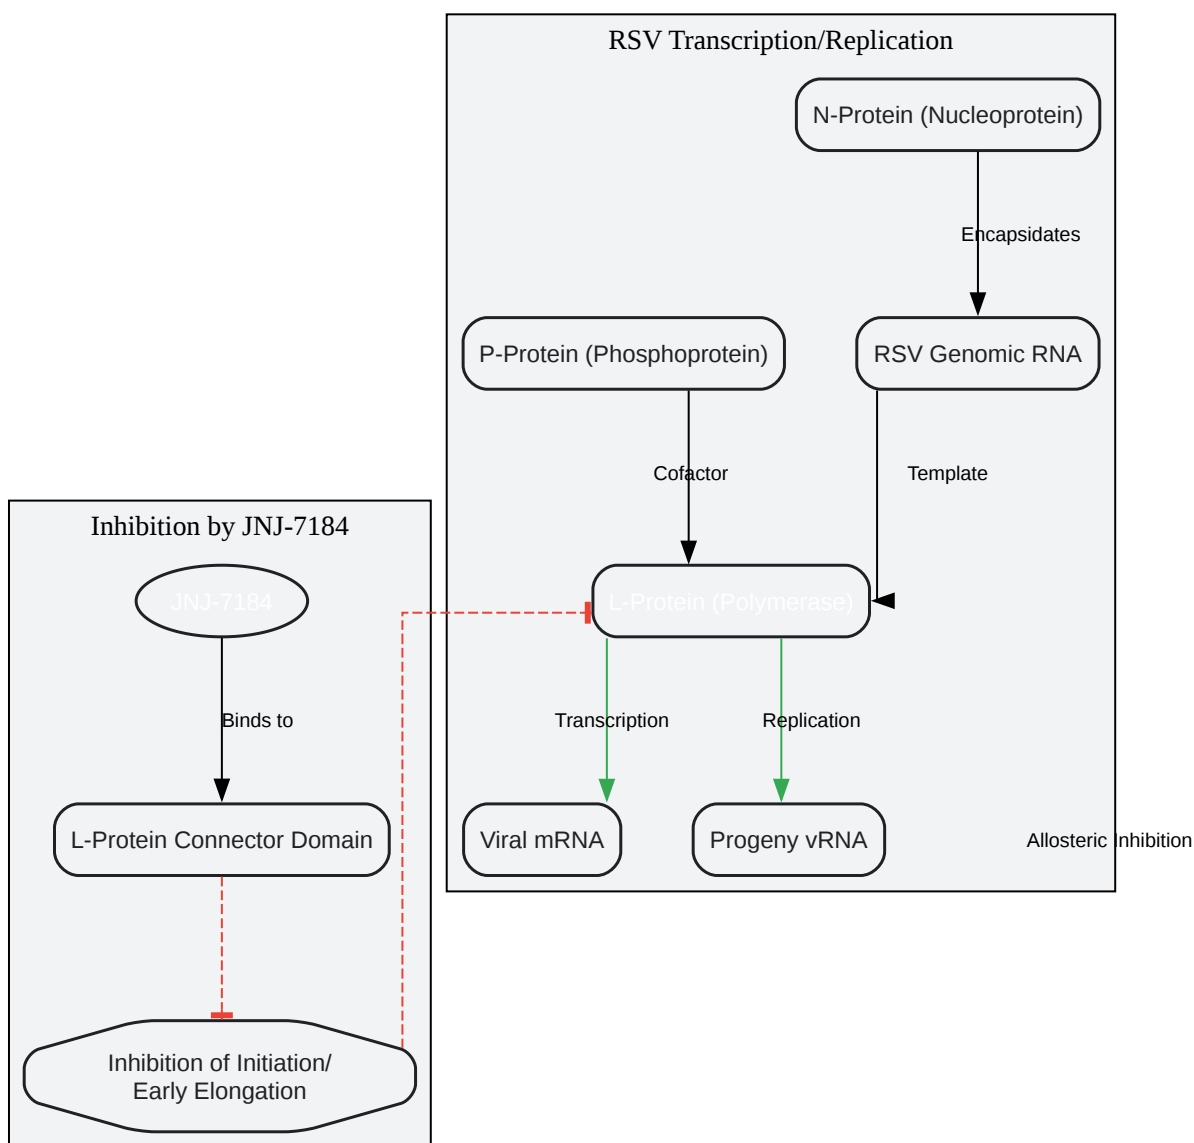 RSV Transcription/Replication
N-Protein (Nucleoprotein)
Encapsidates
P-Protein (Phosphoprotein)
RSV Genomic RNA
Cofactor
Template
Inhibition by JNJ-7184
JNJ-7184
L-Protein (Polymerase)
Binds to
Transcription
Replication
L-Protein Connector Domain
Viral mRNA
Progeny vRNA
Allosteric Inhibition
Inhibition of Initiation/
Early Elongation